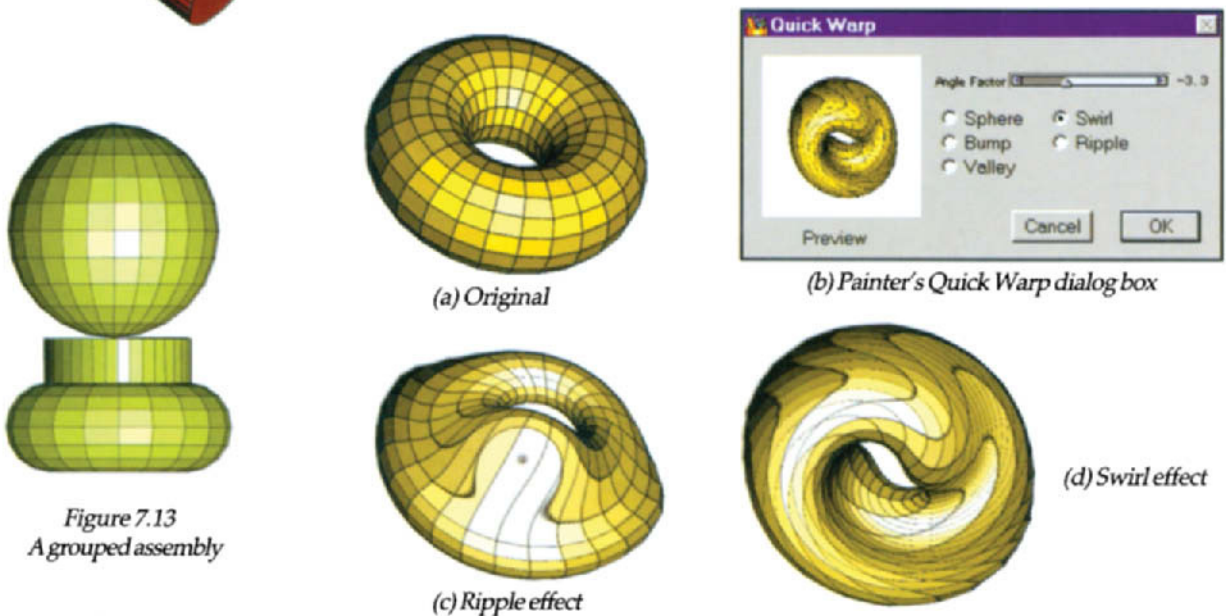 Quick Warp
Angle Factor -3.3
Sphere Swirl
Bump Ripple
Valley
Preview
Cancel OK
(a) Original
(b) Painter's Quick Warp dialog box
Figure 7.13
A grouped assembly
(c) Ripple effect
(d) Swirl effect